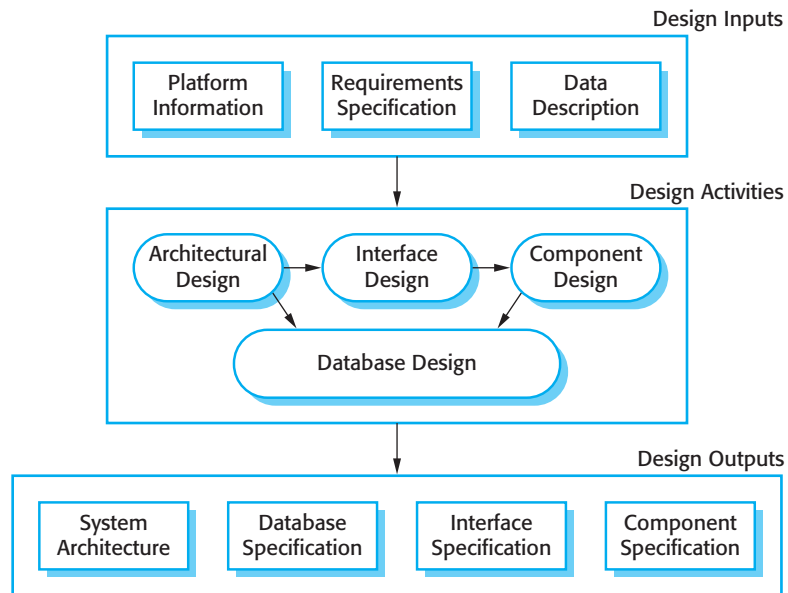 Design Inputs
Platform
Information
Requirements
Specification
Data
Description
Design Activities
Architectural
Design
Interface
Design
Component
Design
Database Design
Design Outputs
System
Architecture
Database
Specification
Interface
Specification
Component
Specification